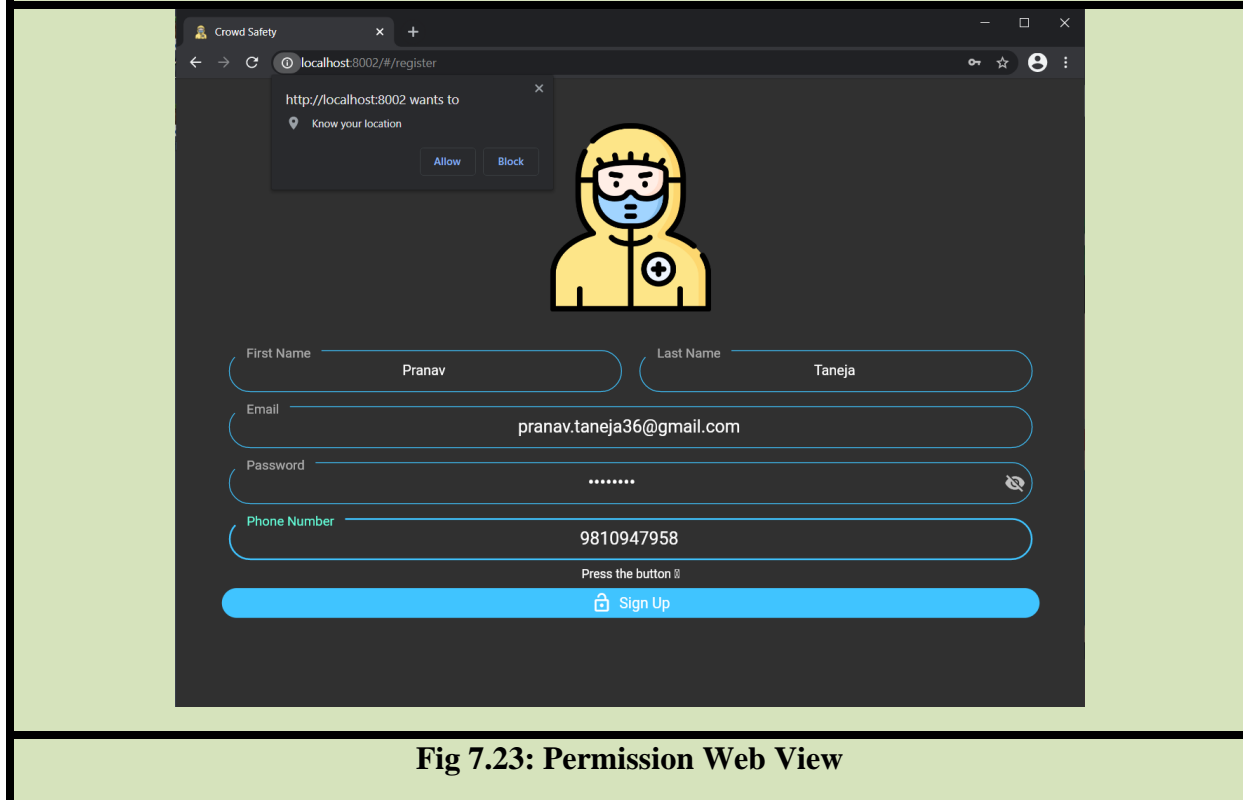 Crowd Safety
localhost:8002/#/register
http://localhost:8002 wants to
Know your location
Allow Block
First Name Last Name
Pranav Taneja
Email
pranav.taneja36@gmail.com
Password
••••••••
Phone Number
9810947958
Press the button
Sign Up
Fig 7.23: Permission Web View